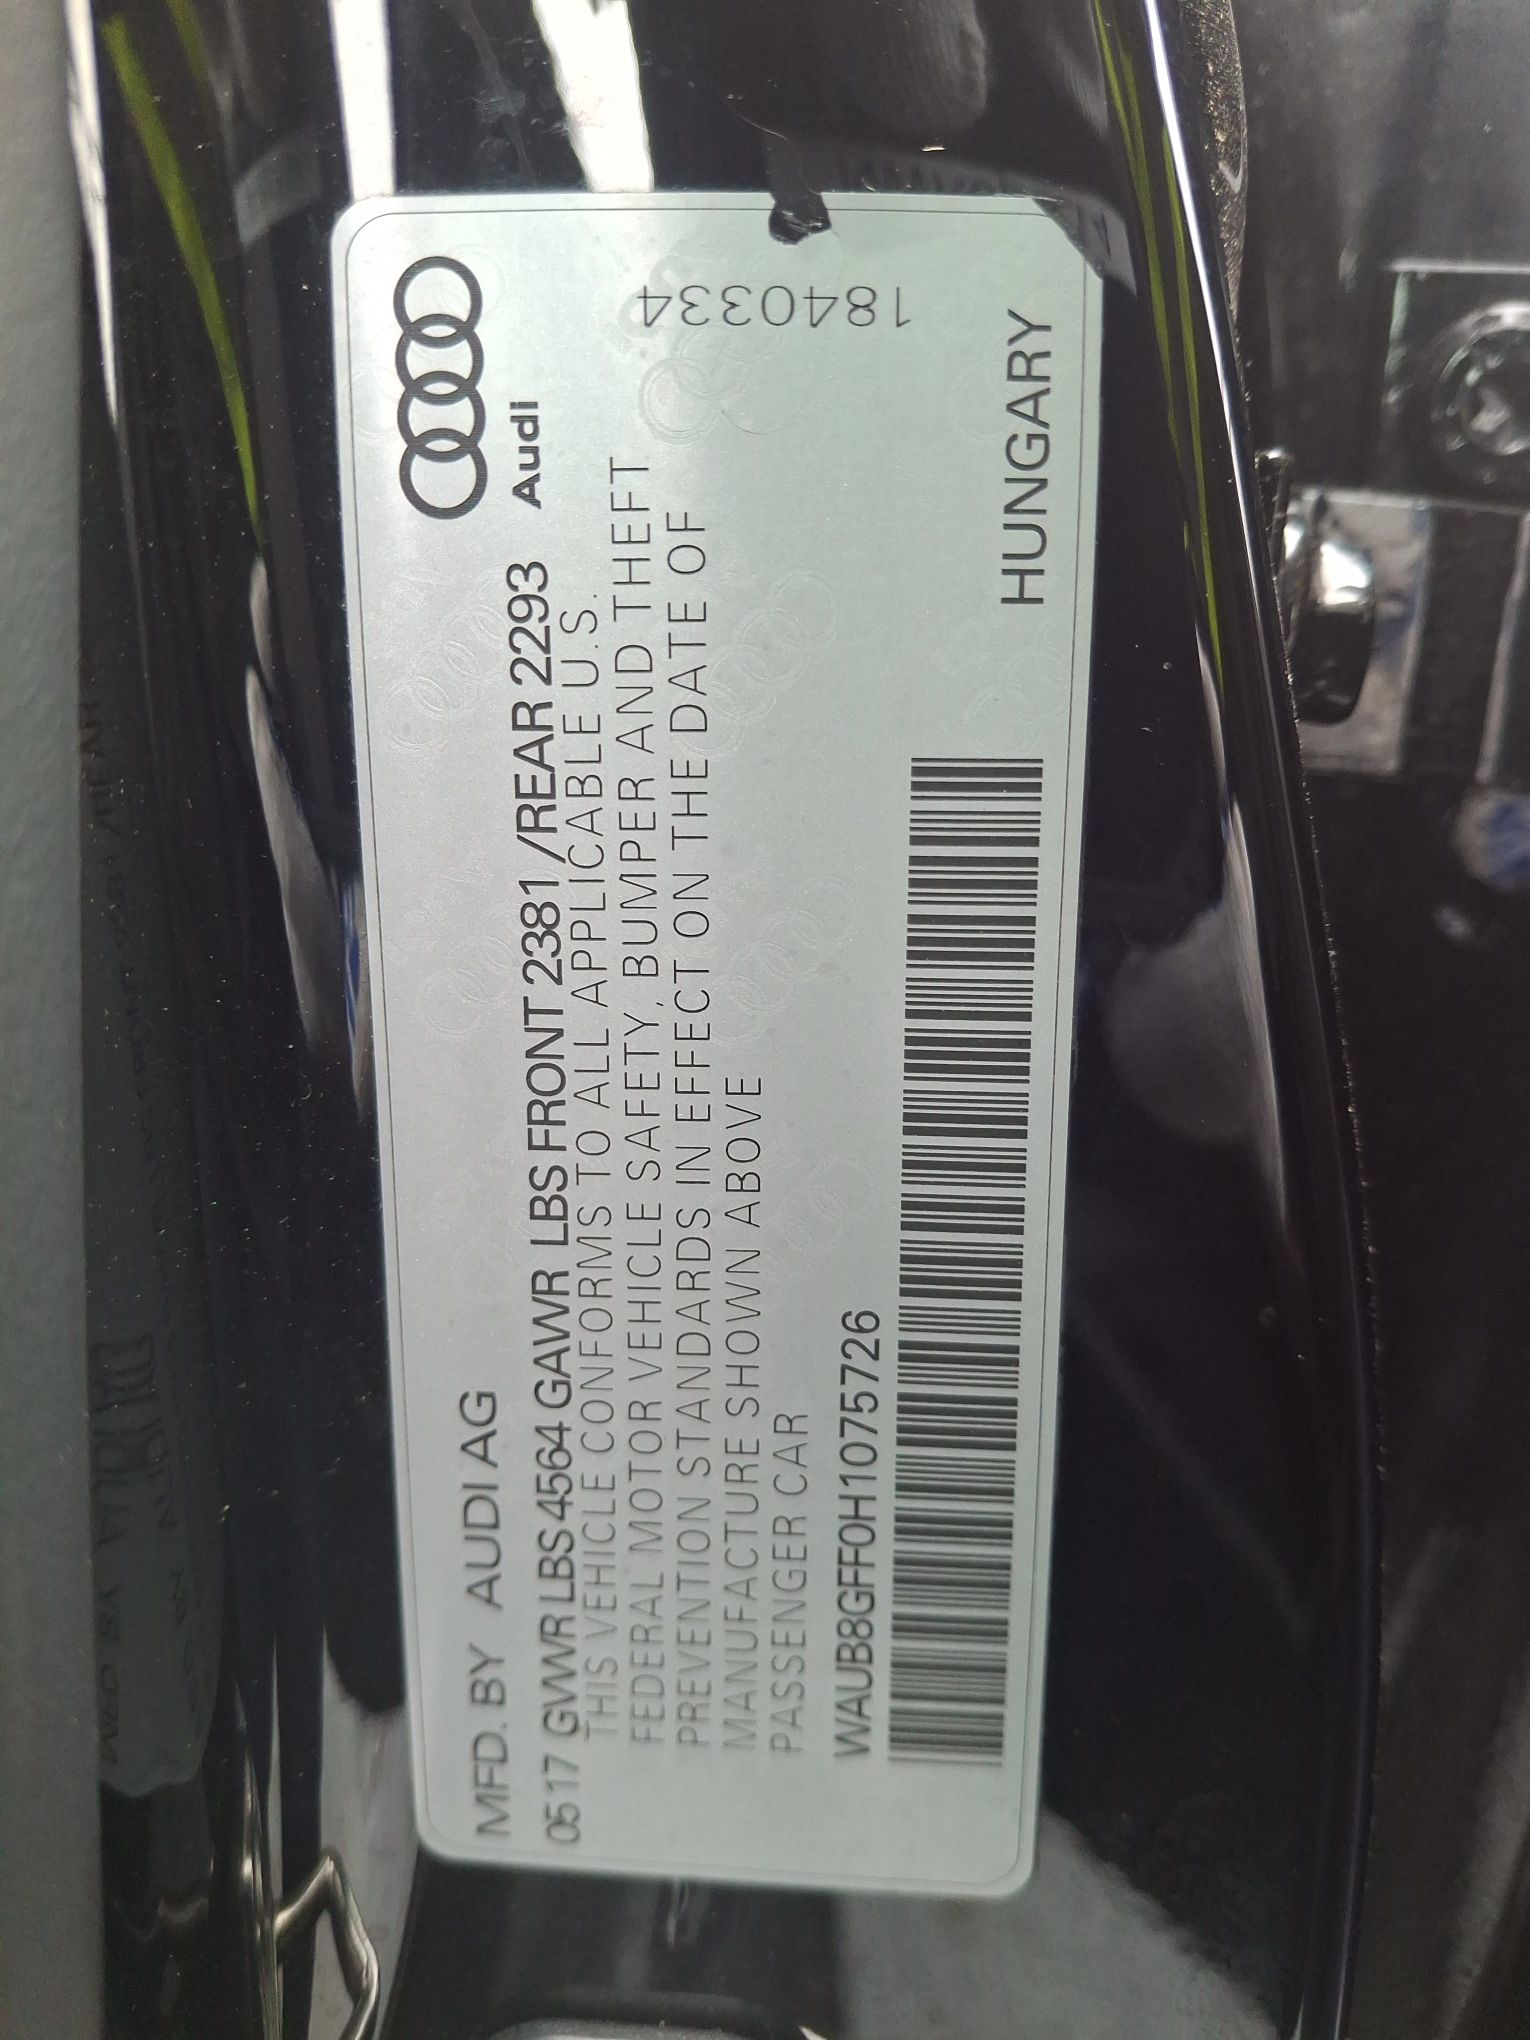 Audi
MFD. BY AUDI AG
0517 GVWR LBS 4564 GAWR LBS FRONT 2381 /REAR 2293
THIS VEHICLE CONFORMS TO ALL APPLICABLE U.S.
FEDERAL MOTOR VEHICLE SAFETY, BUMPER AND THEFT
PREVENTION STANDARDS IN EFFECT ON THE DATE OF
MANUFACTURE SHOWN ABOVE
PASSENGER CAR
1840334
WAUB8GFF0H1075726
HUNGARY